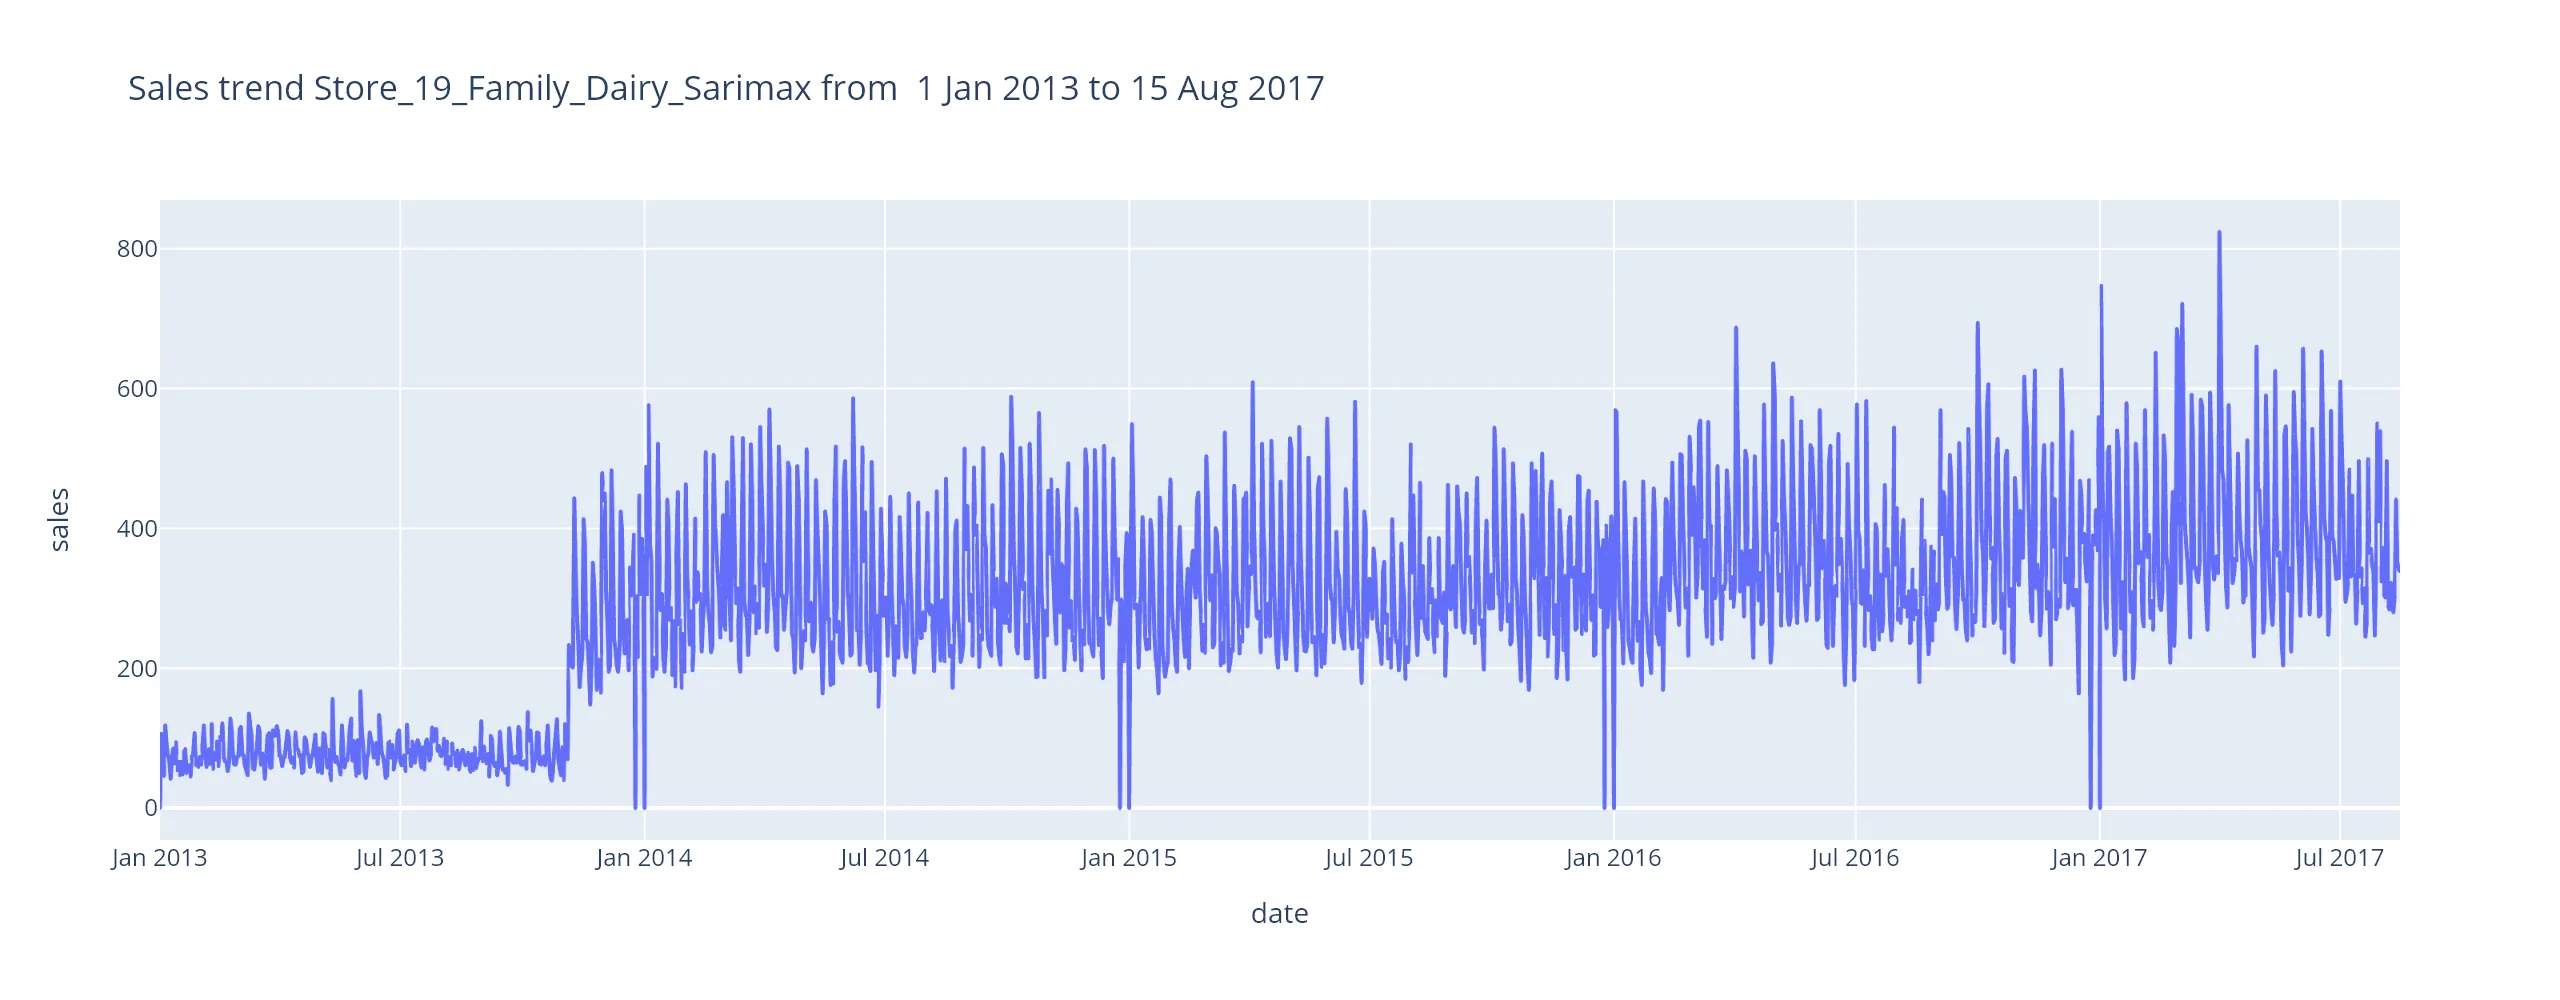 Sales trend Store_19_Family_Dairy_Sarimax from  1 Jan 2013 to 15 Aug 2017
800
600
400
200
0
sales
Jan 2013 Jul 2013 Jan 2014 Jul 2014 Jan 2015 Jul 2015 Jan 2016 Jul 2016 Jan 2017 Jul 2017
date